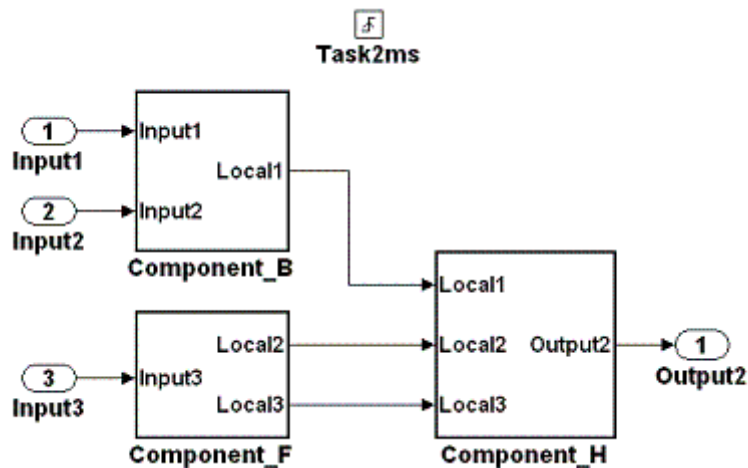 Task2ms
1
Input1
Input1
Local1
2
Input2
Input2
Component_B
3
Input3
Input3
Local2
Local3
Component_F
Local1
Local2
Local3
Output2
Component_H
1
Output2